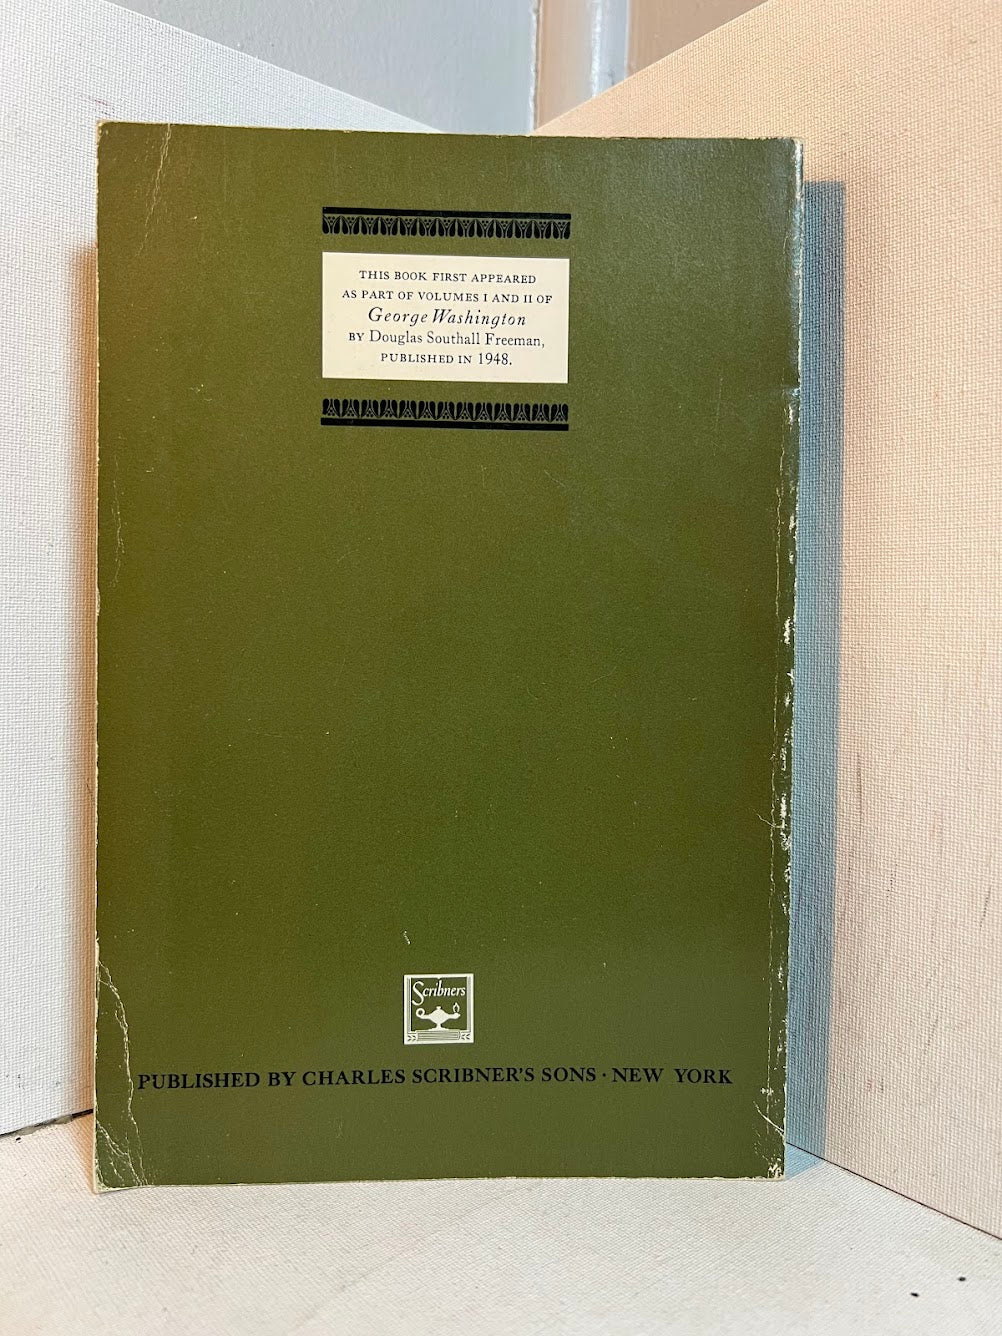 THIS BOOK FIRST APPEARED
AS PART OF VOLUMES I AND II OF
George Washington
BY Douglas Southall Freeman,
PUBLISHED IN 1948.
Scribners
PUBLISHED BY CHARLES SCRIBNER'S SONS · NEW YORK